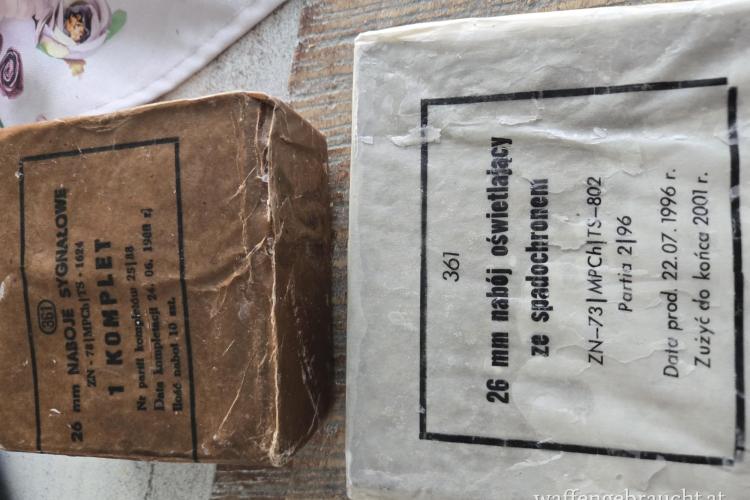 361
26 mm NABOJE SYGNAŁOWE
ZN - 73|MPCh|TS - 1624
1 KOMPLET
Nr partii kompletów 25|88
Data kompletacji 24. 06. 1988 r|
Ilość naboi 10 szt.
361
26 mm nabój oświetlający
ze spadochronem
ZN–73|MPCh|TS–802
Partia 2|96
Data prod. 22.07.1996 r.
Zużyć do końca 2001 r.
waffengebraucht.at